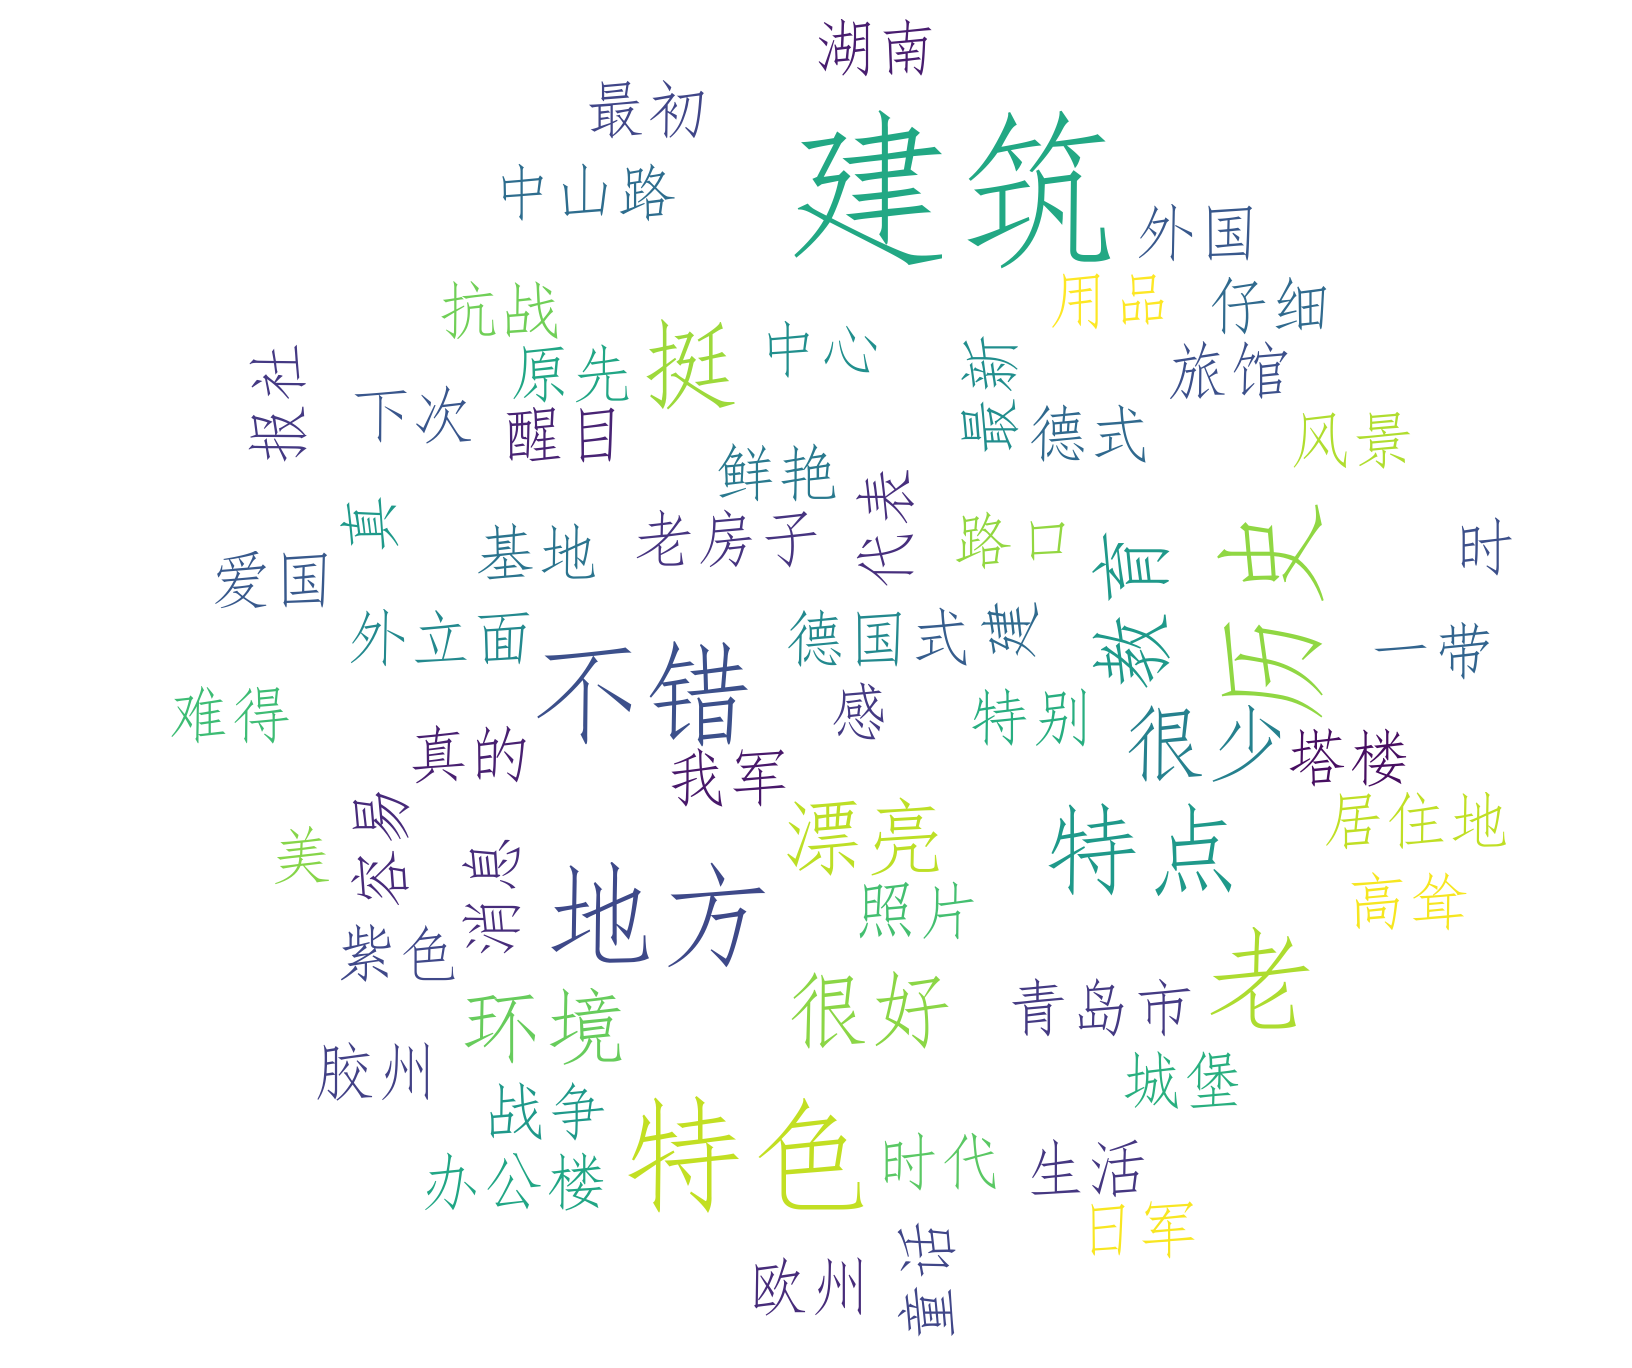 湖南
最初
建筑
中山路
外国
抗战
用品
仔细
原先
挺
中心
最新
旅馆
报社
下次
醒目
德式
风景
鲜艳
代表
真
基地
老房子
路口
教育
历史
时
爱国
外立面
不错
德国式
建
一带
难得
感
特别
很少
真的
我军
塔楼
容易
美
消息
地方
漂亮
特点
居住地
照片
高耸
紫色
环境
很好
青岛市
老
胶州
城堡
战争
特色
时代
生活
办公楼
日军
欧州
童话